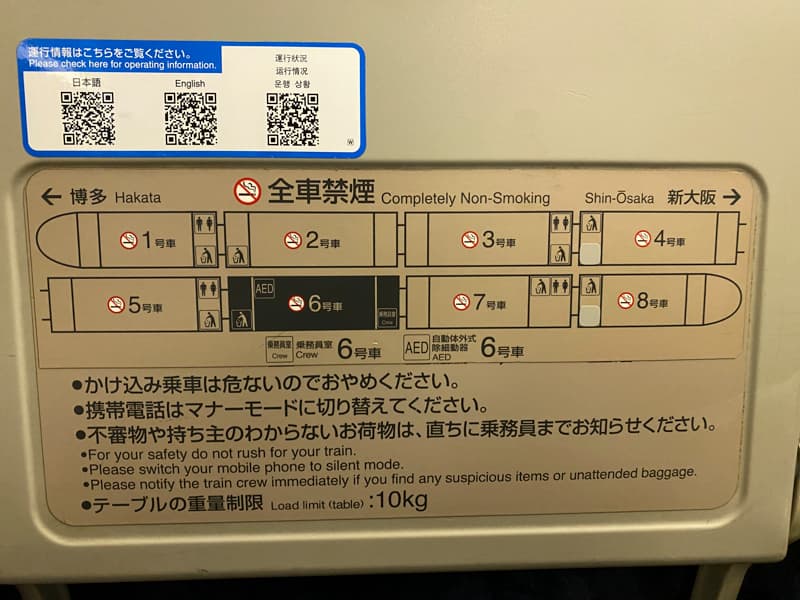 運行情報はこちらをご覧ください。
Please check here for operating information.
日本語
English
運行狀況
运行情况
운행 상황
← 博多 Hakata
全車禁煙 Completely Non-Smoking
Shin-Ōsaka 新大阪 →
1号車
2号車
3号車
4号車
5号車
AED
6号車
乗務員室
Crew
7号車
8号車
乗務員室
Crew
乗務員室
Crew
6号車
AED
自動体外式
除細動器
AED
6号車
●かけ込み乗車は危ないのでおやめください。
●携帯電話はマナーモードに切り替えてください。
●不審物や持ち主のわからないお荷物は、直ちに乗務員までお知らせください。
●For your safety do not rush for your train.
●Please switch your mobile phone to silent mode.
●Please notify the train crew immediately if you find any suspicious items or unattended baggage.
●テーブルの重量制限 Load limit (table) :10kg